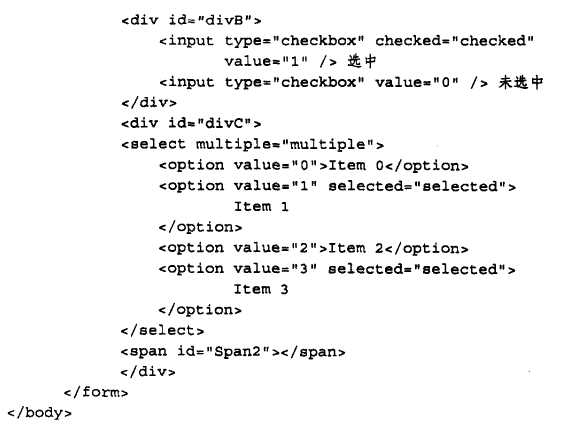 <div id="divB">
<input type="checkbox" checked="checked"
value="1" /> 选中
<input type="checkbox" value="0" /> 未选中
</div>
<div id="divC">
<select multiple="multiple">
<option value="0">Item 0</option>
<option value="1" selected="selected">
Item 1
</option>
<option value="2">Item 2</option>
<option value="3" selected="selected">
Item 3
</option>
</select>
<span id="Span2"></span>
</div>
</form>
</body>